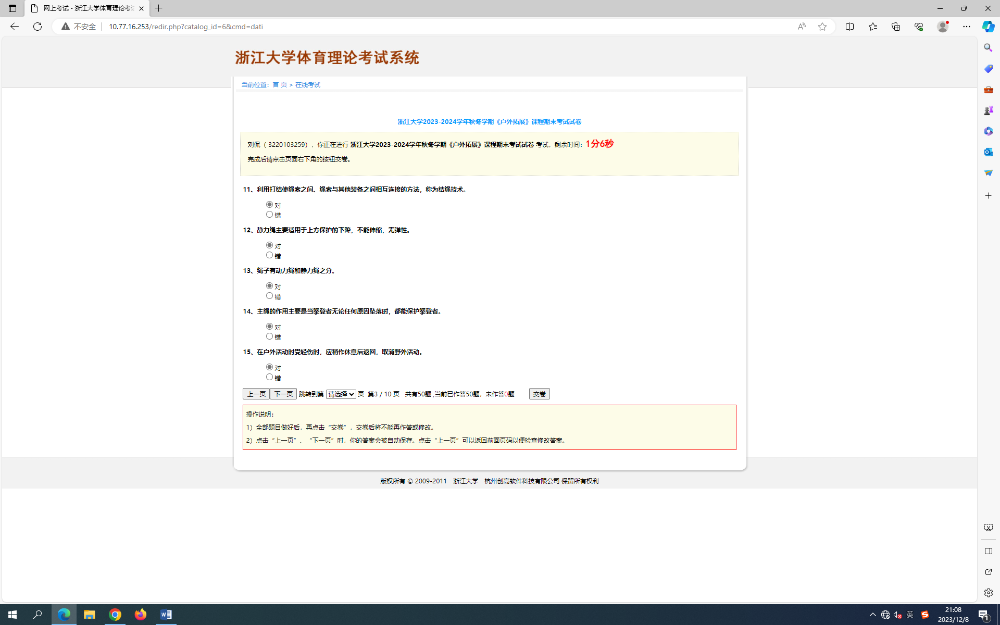 网上考试 - 浙江大学体育理论考试
不安全 10.77.16.253/redir.php?catalog_id=6&cmd=dati
浙江大学体育理论考试系统
当前位置：首 页 > 在线考试
浙江大学2023-2024学年秋冬学期《户外拓展》课程期末考试试卷
刘侃（ 3220103259），你正在进行 浙江大学2023-2024学年秋冬学期《户外拓展》课程期末考试试卷 考试，剩余时间：1分6秒
完成后请点击页面右下角的按钮交卷。
11、利用打结使绳索之间、绳索与其他装备之间相互连接的方法，称为结绳技术。
对
错
12、静力绳主要适用于上方保护的下降，不能伸缩，无弹性。
对
错
13、绳子有动力绳和静力绳之分。
对
错
14、主绳的作用主要是当攀登者无论任何原因坠落时，都能保护攀登者。
对
错
15、在户外活动时受轻伤时，应稍作休息后返回，取消野外活动。
对
错
上一页 下一页 跳转到第 请选择 页 第3 / 10 页 共有50题 ,当前已作答50题，未作答0题 交卷
操作说明：
1）全部题目做好后，再点击“交卷”，交卷后将不能再作答或修改。
2）点击“上一页”、“下一页”时，你的答案会被自动保存。点击“上一页”可以返回前面页码以便检查修改答案。
版权所有 © 2009-2011 浙江大学 杭州创高软件科技有限公司 保留所有权利
英
21:08
2023/12/8
1